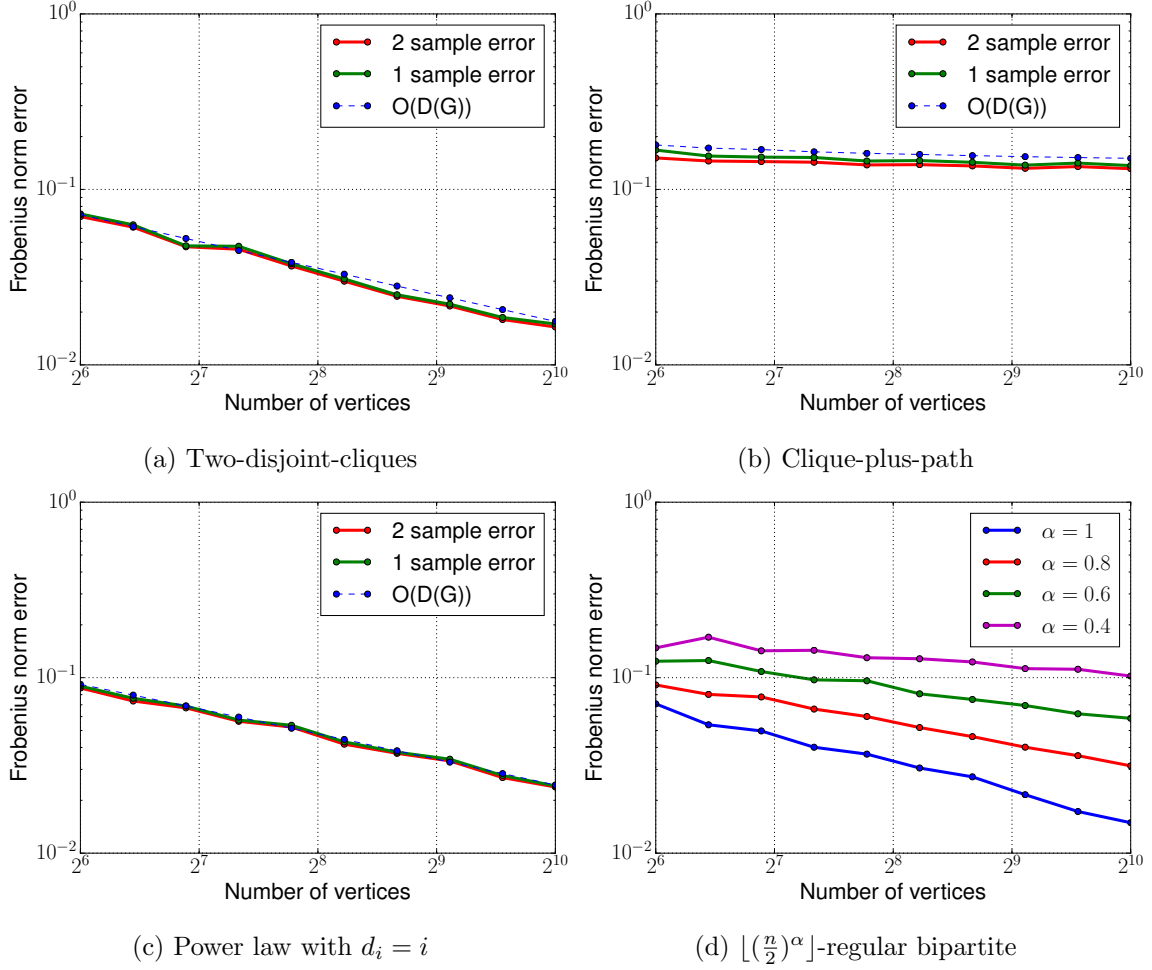 10^0
2 sample error
1 sample error
O(D(G))
10^-1
10^-2
Frobenius norm error
2^6 2^7 2^8 2^9 2^10
Number of vertices
(a) Two-disjoint-cliques
10^0
2 sample error
1 sample error
O(D(G))
10^-1
10^-2
Frobenius norm error
2^6 2^7 2^8 2^9 2^10
Number of vertices
(b) Clique-plus-path
10^0
2 sample error
1 sample error
O(D(G))
10^-1
10^-2
Frobenius norm error
2^6 2^7 2^8 2^9 2^10
Number of vertices
(c) Power law with d_i = i
10^0
α = 1
α = 0.8
α = 0.6
α = 0.4
10^-1
10^-2
Frobenius norm error
2^6 2^7 2^8 2^9 2^10
Number of vertices
(d) ⌊(n/2)^α⌋-regular bipartite